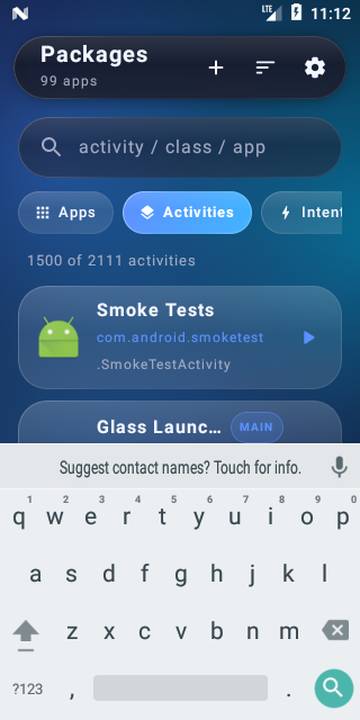 LTE 11:12
Packages
99 apps
activity / class / app
Apps Activities Intent
1500 of 2111 activities
Smoke Tests
com.android.smoketest
.SmokeTestActivity
Glass Launc... MAIN
Suggest contact names? Touch for info.
1 2 3 4 5 6 7 8 9 0
q w e r t y u i o p
a s d f g h j k l
z x c v b n m
?123 , .